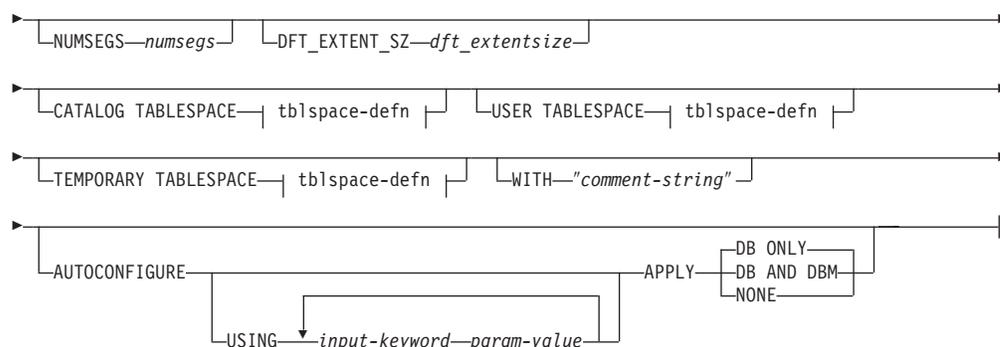 NUMSEGS numsegs DFT_EXTENT_SZ dft_extentsize
CATALOG TABLESPACE tblspace-defn USER TABLESPACE tblspace-defn
TEMPORARY TABLESPACE tblspace-defn WITH "comment-string"
DB ONLY
AUTOCONFIGURE APPLY DB AND DBM
NONE
USING input-keyword param-value